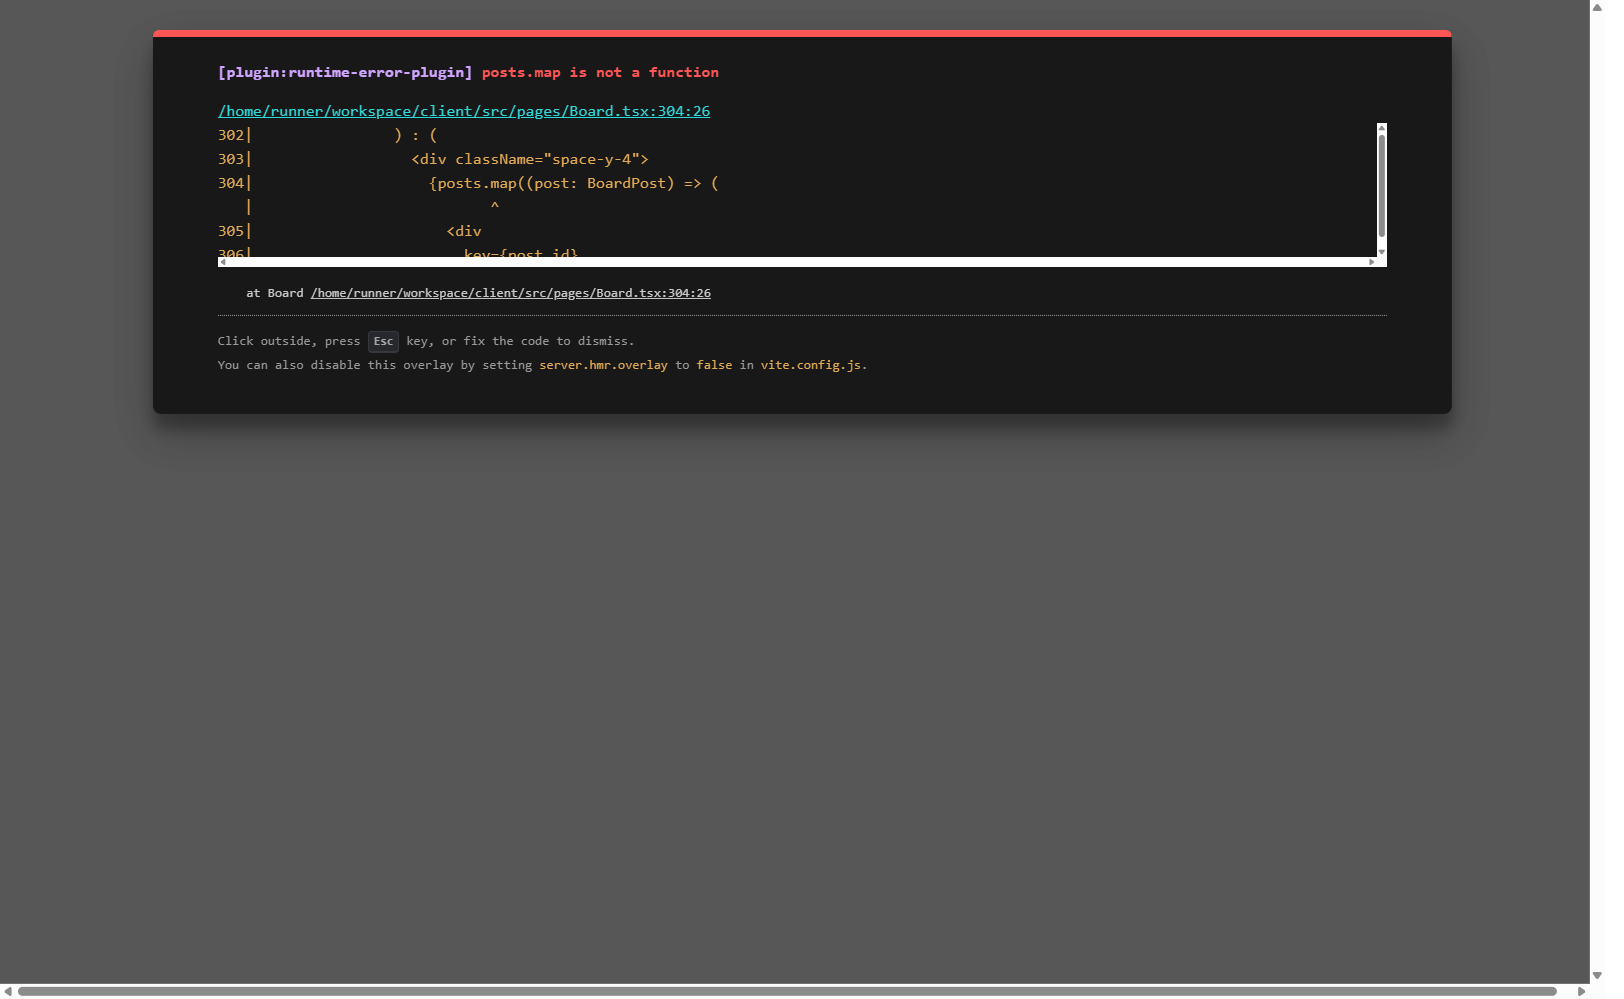 [plugin:runtime-error-plugin] posts.map is not a function
/home/runner/workspace/client/src/pages/Board.tsx:304:26
302|                ) : (
303|                  <div className="space-y-4">
304|                    {posts.map((post: BoardPost) => (
   |                           ^
305|                      <div
306|                        key={post.id}
at Board /home/runner/workspace/client/src/pages/Board.tsx:304:26
Click outside, press Esc key, or fix the code to dismiss.
You can also disable this overlay by setting server.hmr.overlay to false in vite.config.js.